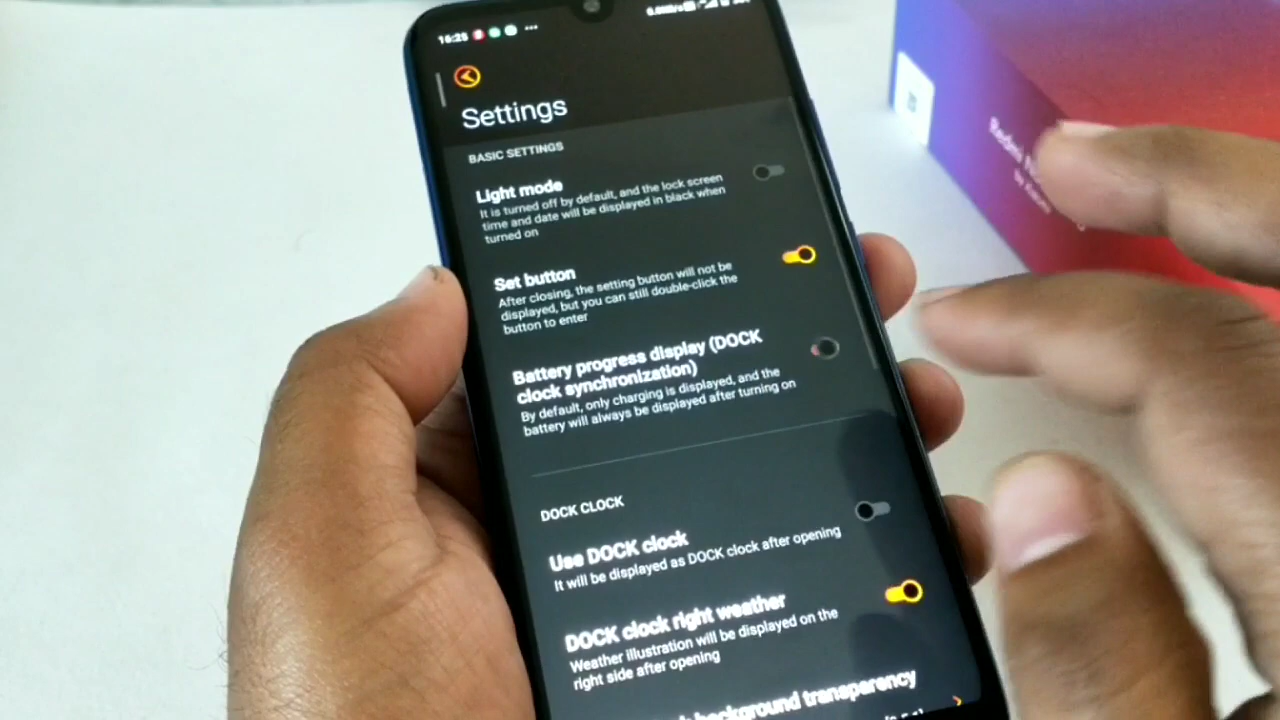 16:25
Settings
BASIC SETTINGS
Light mode
It is turned off by default, and the lock screen
time and date will be displayed in black when
turned on
Set button
After closing, the setting button will not be
displayed, but you can still double-click the
button to enter
Battery progress display (DOCK
clock synchronization)
By default, only charging is displayed, and the
battery will always be displayed after turning on
DOCK CLOCK
Use DOCK clock
It will be displayed as DOCK clock after opening
DOCK clock right weather
Weather illustration will be displayed on the
right side after opening
background transparency
Redmi